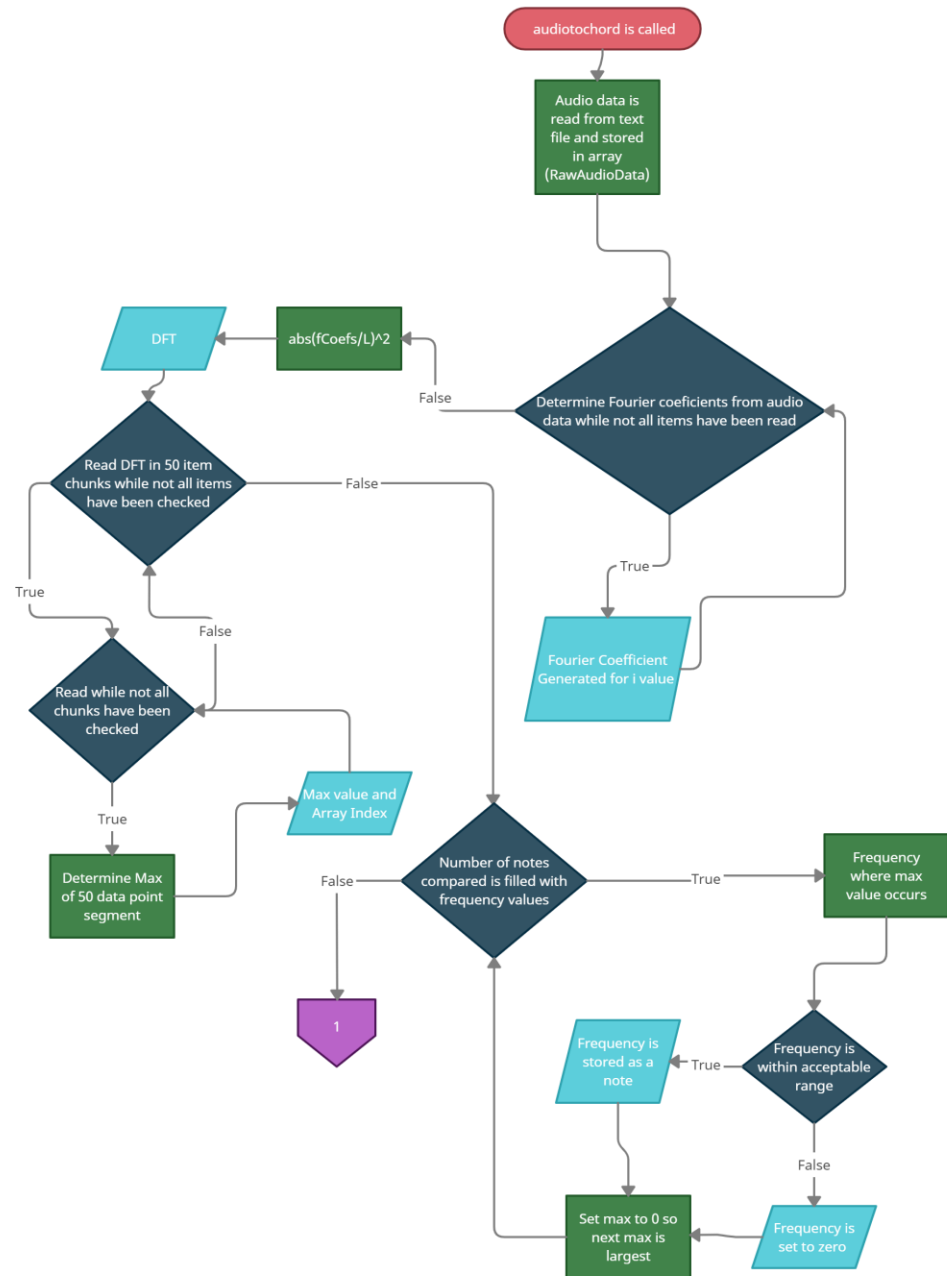 audiotochord is called
Audio data is
read from text
file and stored
in array
(RawAudioData)
DFT
abs(fCoefs/L)^2
False
Determine Fourier coeficients from audio
data while not all items have been read
Read DFT in 50 item
chunks while not all items
have been checked
False
True
True
False
Fourier Coefficient
Generated for i value
Read while not all
chunks have been
checked
True
Max value and
Array Index
Determine Max
of 50 data point
segment
Number of notes
compared is filled with
frequency values
False
True
Frequency
where max
value occurs
1
Frequency is
stored as a
note
True
Frequency is
within acceptable
range
False
Set max to 0 so
next max is
largest
Frequency is
set to zero